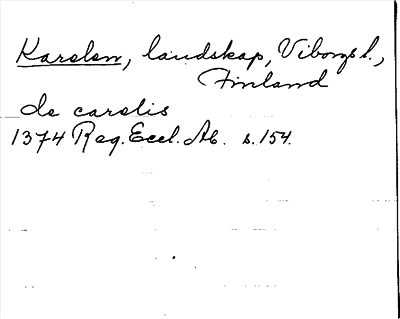 Karelen, landskap, Viborgs l.,
Finland
de carelis
1374 Reg. Eccl. Ab. s. 154.